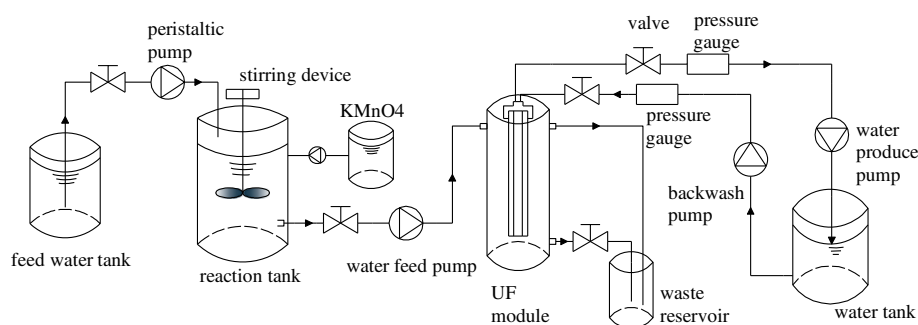 peristaltic
pump
stirring device
KMnO4
valve
pressure
gauge
pressure
gauge
water
produce
pump
backwash
pump
feed water tank
reaction tank
water feed pump
UF
module
waste
reservoir
water tank